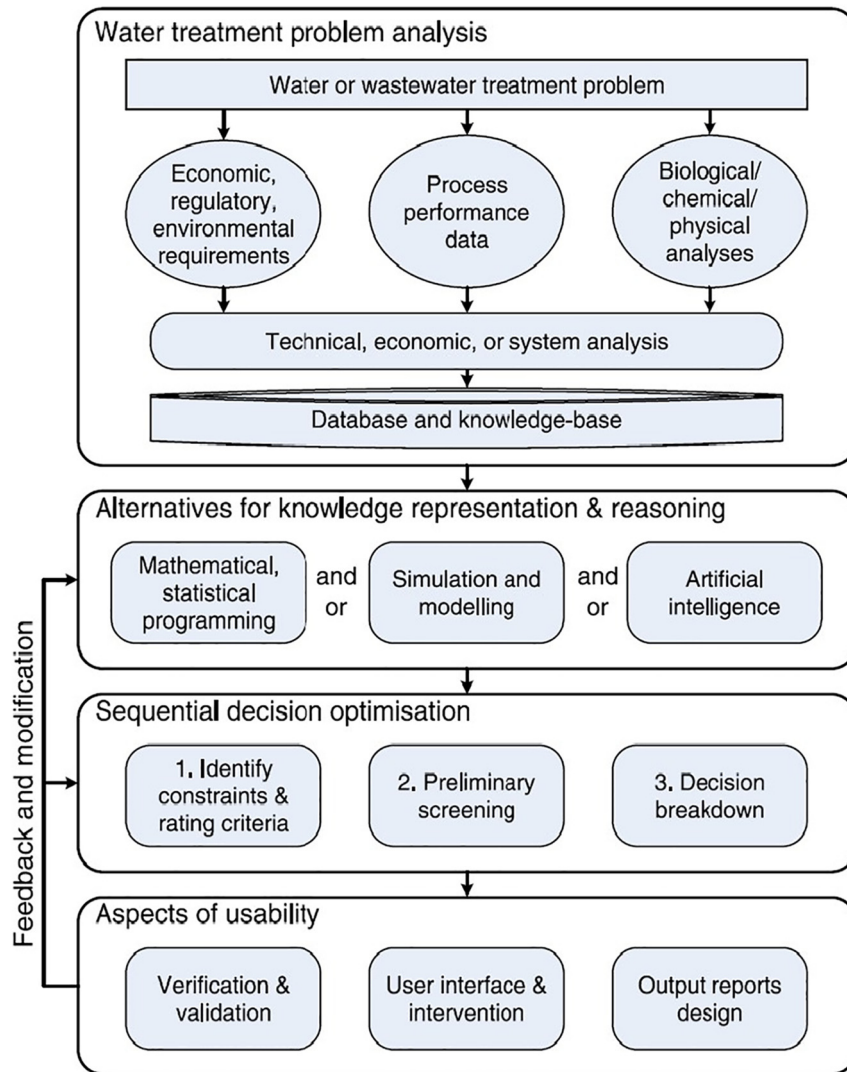 Water treatment problem analysis
Water or wastewater treatment problem
Economic,
regulatory,
environmental
requirements
Process
performance
data
Biological/
chemical/
physical
analyses
Technical, economic, or system analysis
Database and knowledge-base
Alternatives for knowledge representation & reasoning
Mathematical,
statistical
programming
and
or
Simulation and
modelling
and
or
Artificial
intelligence
Sequential decision optimisation
1. Identify
constraints &
rating criteria
2. Preliminary
screening
3. Decision
breakdown
Aspects of usability
Verification &
validation
User interface &
intervention
Output reports
design
Feedback and modification